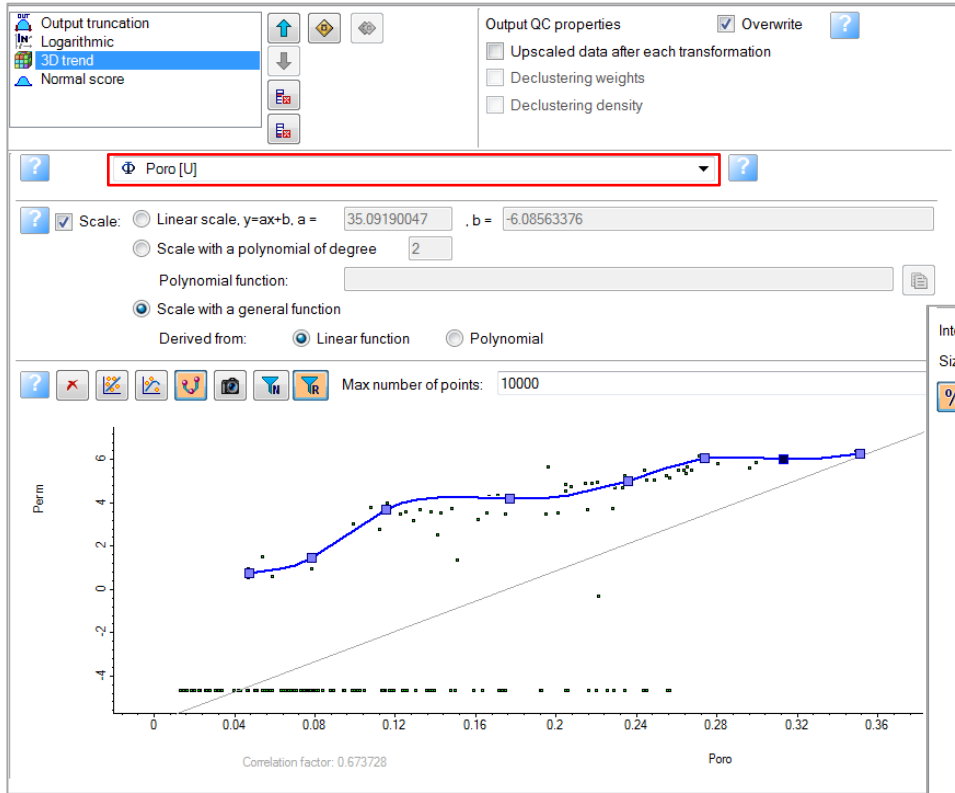 Output truncation
Logarithmic
3D trend
Normal score
Output QC properties Overwrite
Upscaled data after each transformation
Declustering weights
Declustering density
Φ Poro [U]
Scale: Linear scale, y=ax+b, a = 35.09190047 , b = -6.08563376
Scale with a polynomial of degree 2
Polynomial function:
Scale with a general function
Derived from: Linear function Polynomial
Max number of points: 10000
Perm
6
4
2
0
-2
-4
0 0.04 0.08 0.12 0.16 0.2 0.24 0.28 0.32 0.36
Correlation factor: 0.673728 Poro